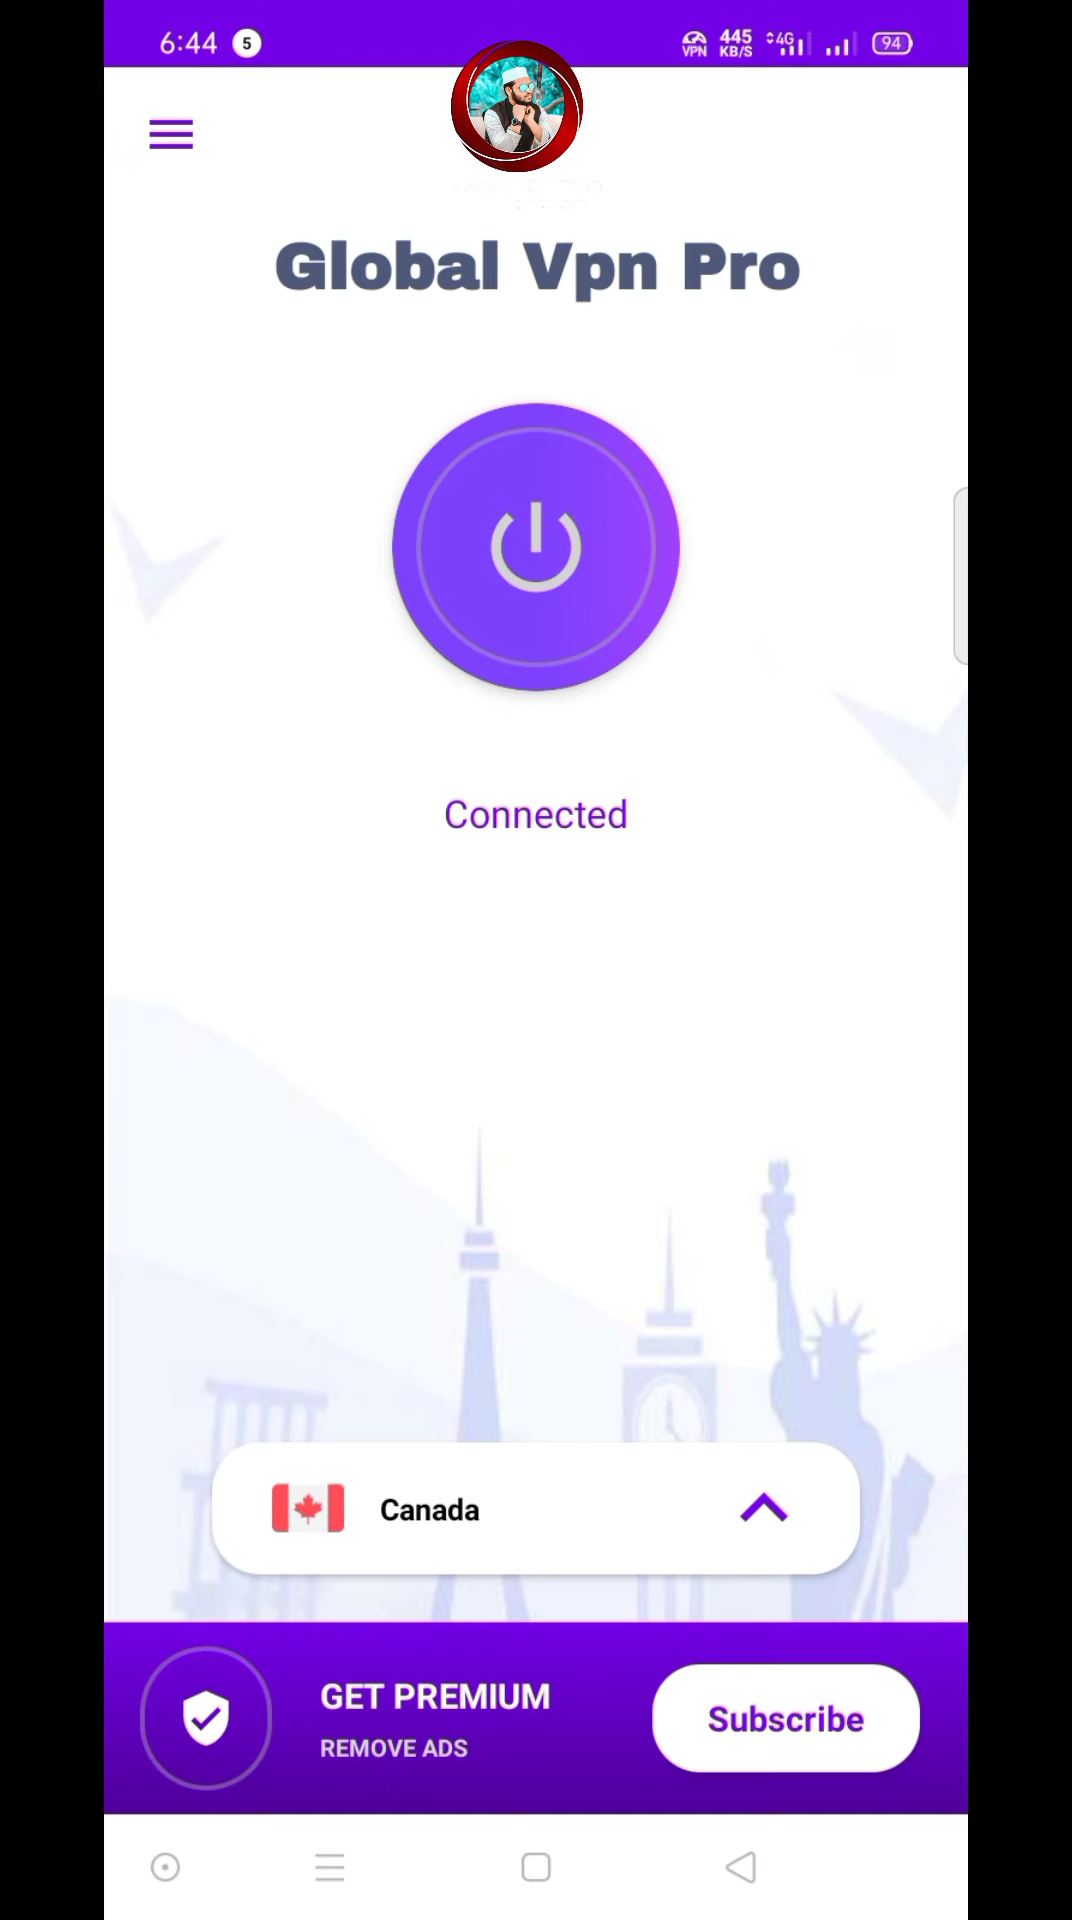 6:44 5 VPN 445 KB/S 4G 94
Global Vpn Pro
Connected
Canada
GET PREMIUM
REMOVE ADS
Subscribe